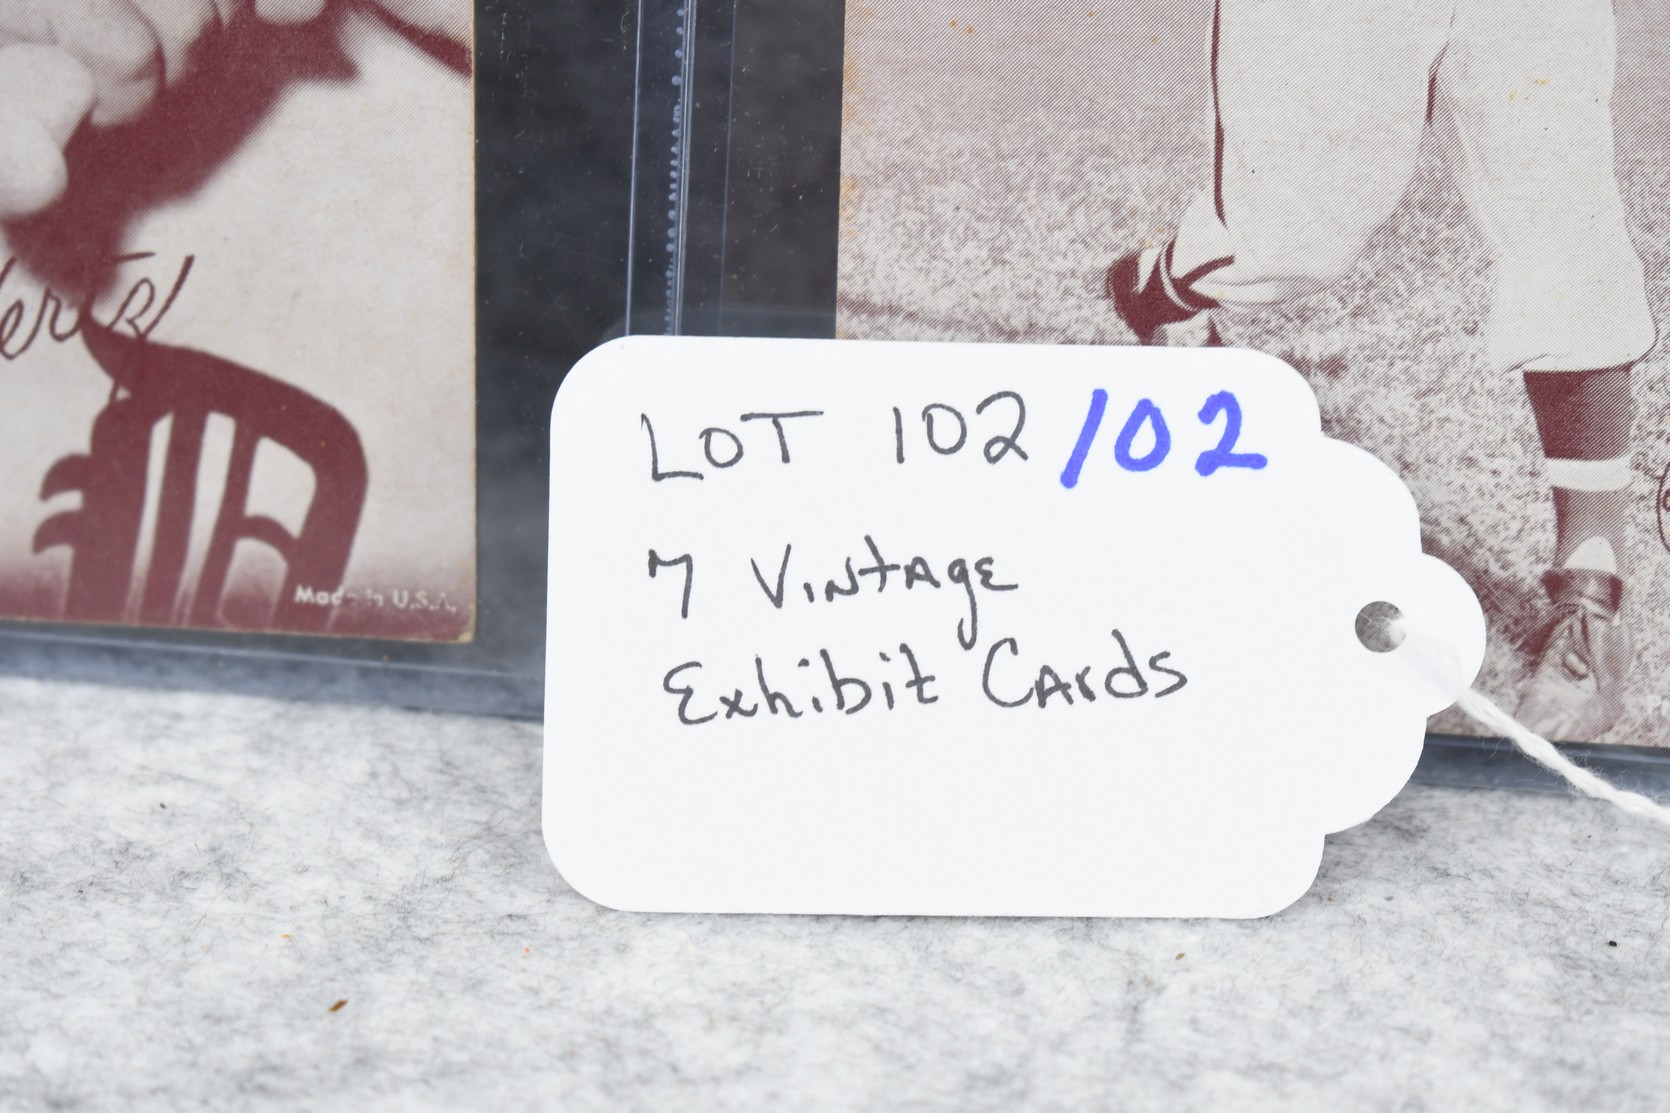 LOT 102 102
7 Vintage
Exhibit Cards
Made in U.S.A.